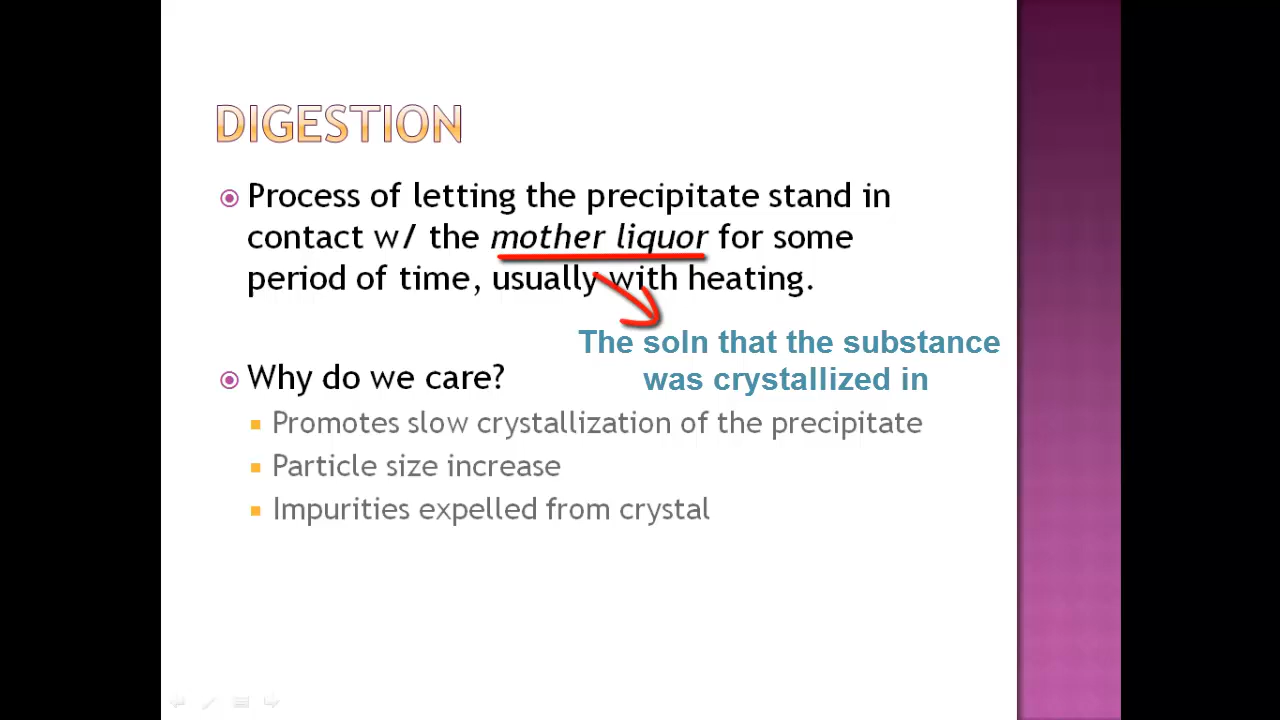 DIGESTION
Process of letting the precipitate stand in
contact w/ the mother liquor for some
period of time, usually with heating.
The soln that the substance
was crystallized in
Why do we care?
Promotes slow crystallization of the precipitate
Particle size increase
Impurities expelled from crystal